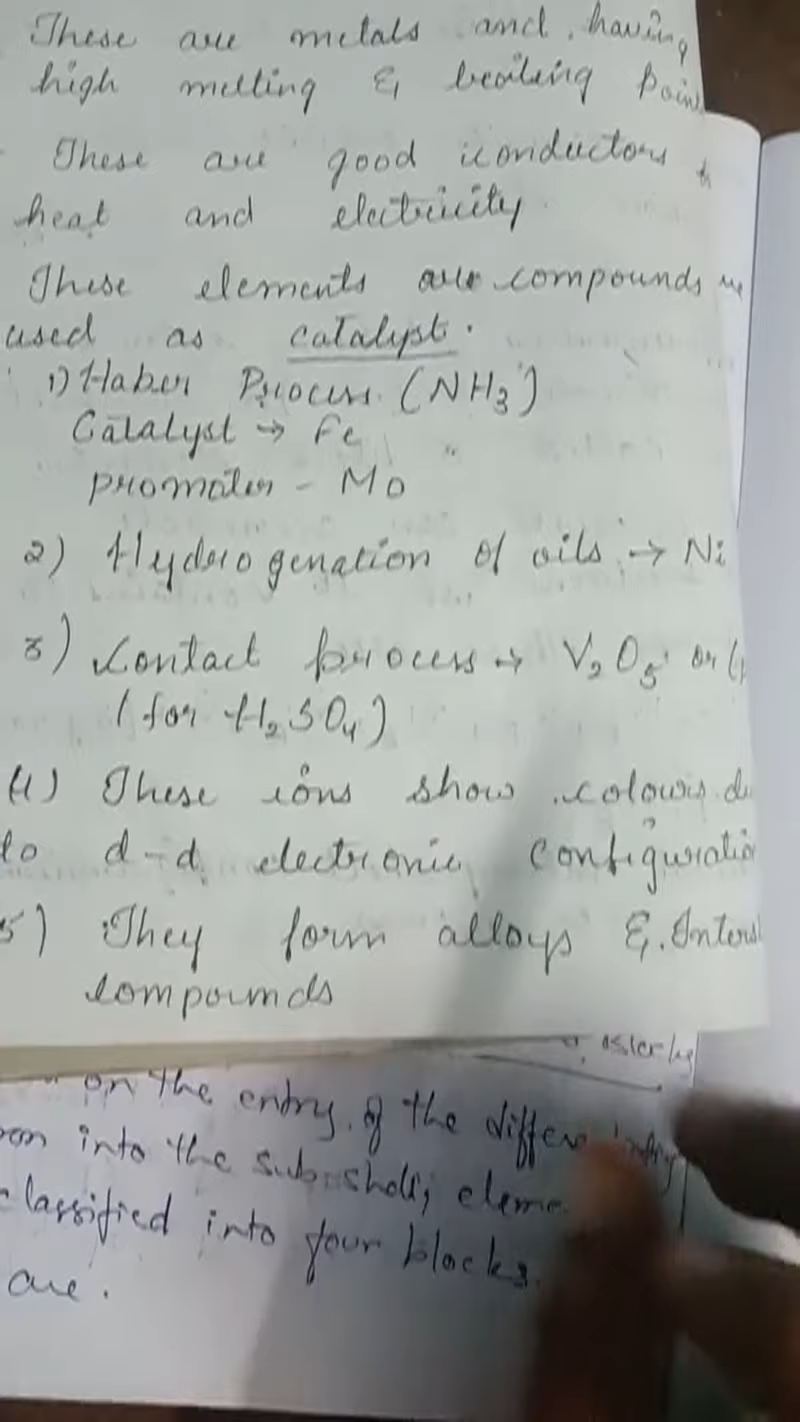 These are metals and having
high melting & boiling Poin
These are good conductors
heat and electricity
These elements are compounds
used as catalyst.
1) Haber Process (NH3)
Catalyst → Fe
promoter - Mo
2) Hydrogenation of oils → Ni
3) Contact process → V2O5 or
(for H2SO4)
(4) These ions show colours d
to d-d electronic configuratio
5) They form alloys & Inters
compounds
on the entry of the differe
into the sub-shells, eleme
classified into four blocks.
are.